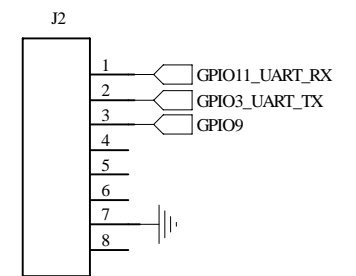 J2
1 GPIO11_UART_RX
2 GPIO3_UART_TX
3 GPIO9
4
5
6
7
8